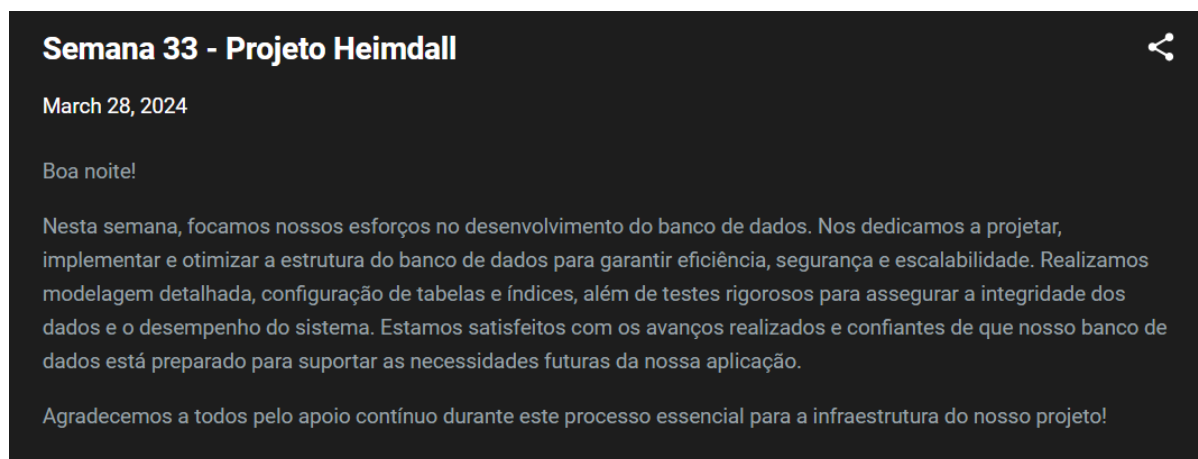 Semana 33 - Projeto Heimdall
March 28, 2024
Boa noite!
Nesta semana, focamos nossos esforços no desenvolvimento do banco de dados. Nos dedicamos a projetar,
implementar e otimizar a estrutura do banco de dados para garantir eficiência, segurança e escalabilidade. Realizamos
modelagem detalhada, configuração de tabelas e índices, além de testes rigorosos para assegurar a integridade dos
dados e o desempenho do sistema. Estamos satisfeitos com os avanços realizados e confiantes de que nosso banco de
dados está preparado para suportar as necessidades futuras da nossa aplicação.
Agradecemos a todos pelo apoio contínuo durante este processo essencial para a infraestrutura do nosso projeto!